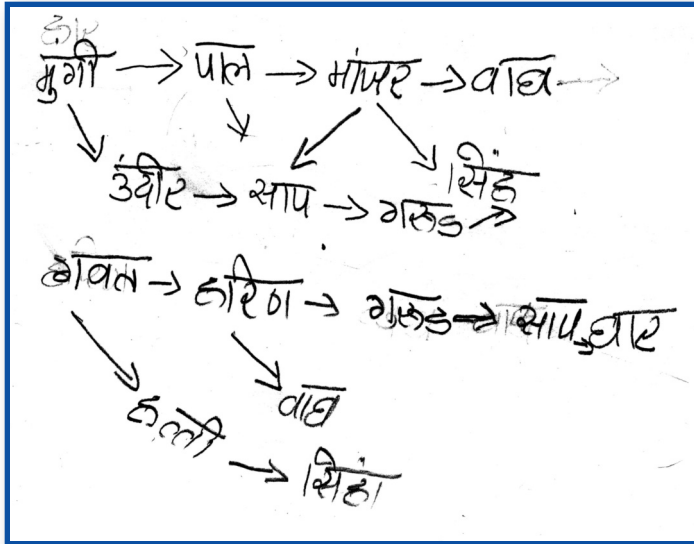 मुंगी → पाल → मांजर → वाघ →
उंदीर → साप → गरूड → सिंह
गवत → हरिण → गरूड → साप → घार
हत्ती → सिंह वाघ